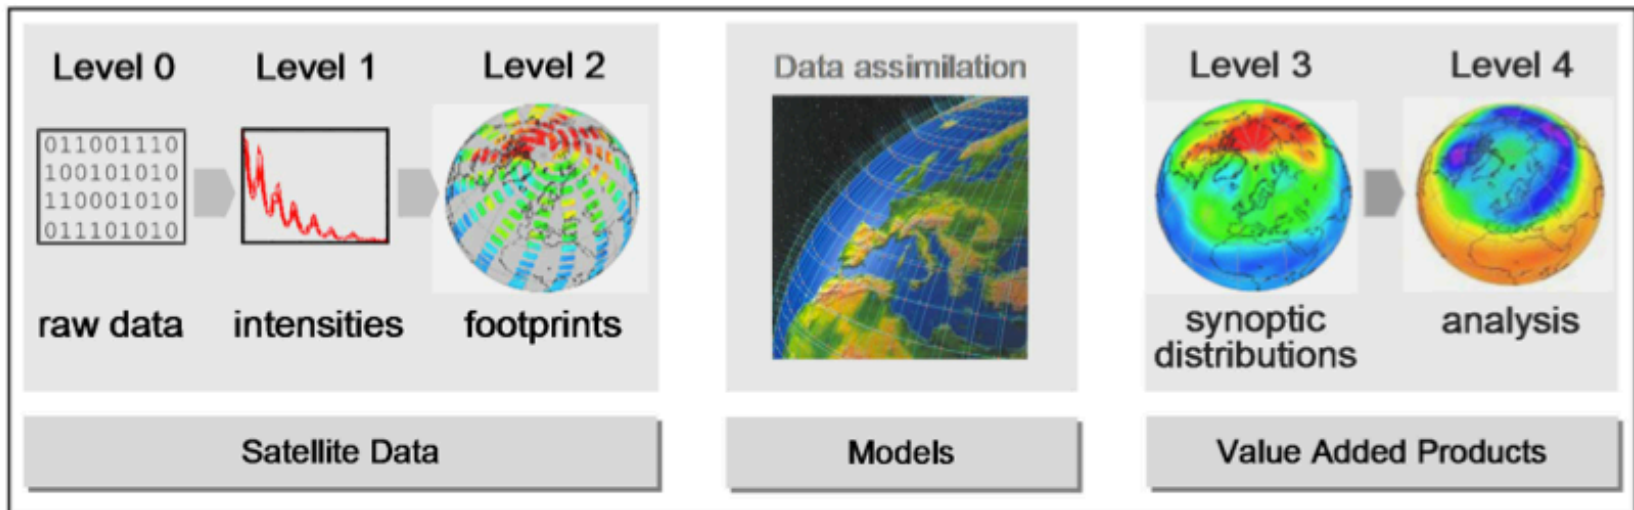 Level 0
Level 1
Level 2
011001110
100101010
110001010
011101010
raw data
intensities
footprints
Satellite Data
Data assimilation
Models
Level 3
Level 4
synoptic
distributions
analysis
Value Added Products